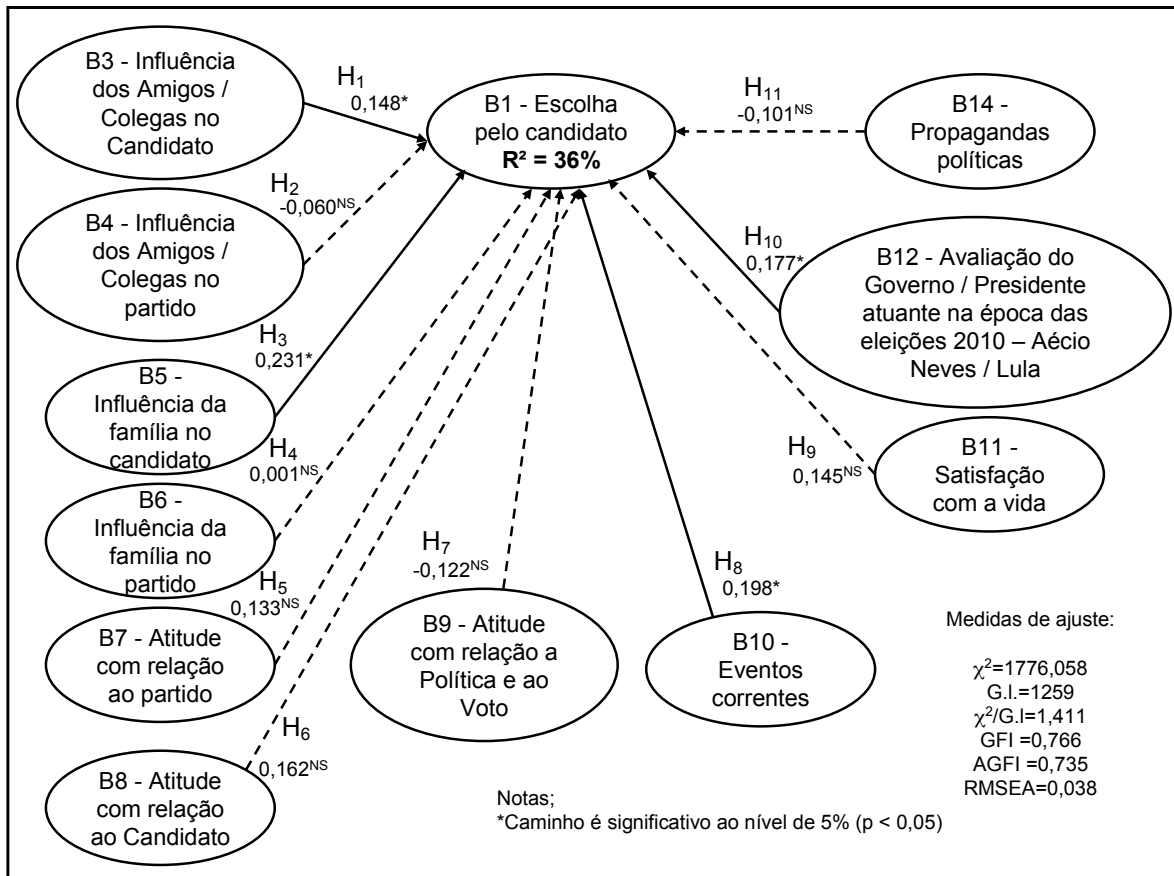 B3 - Influência
dos Amigos /
Colegas no
Candidato
H1
0,148*
B1 - Escolha
pelo candidato
R² = 36%
H11
-0,101NS
B14 -
Propagandas
políticas
B4 - Influência
dos Amigos /
Colegas no
partido
H2
-0,060NS
H10
0,177*
B12 - Avaliação do
Governo / Presidente
atuante na época das
eleições 2010 – Aécio
Neves / Lula
B5 -
Influência da
família no
candidato
H3
0,231*
H4
0,001NS
H9
0,145NS
B11 -
Satisfação
com a vida
B6 -
Influência da
família no
partido
H5
0,133NS
H7
-0,122NS
H8
0,198*
B7 - Atitude
com relação
ao partido
B9 - Atitude
com relação a
Política e ao
Voto
B10 -
Eventos
correntes
H6
0,162NS
B8 - Atitude
com relação
ao Candidato
Medidas de ajuste:
χ²=1776,058
G.l.=1259
χ²/G.l=1,411
GFI =0,766
AGFI =0,735
RMSEA=0,038
Notas;
*Caminho é significativo ao nível de 5% (p < 0,05)